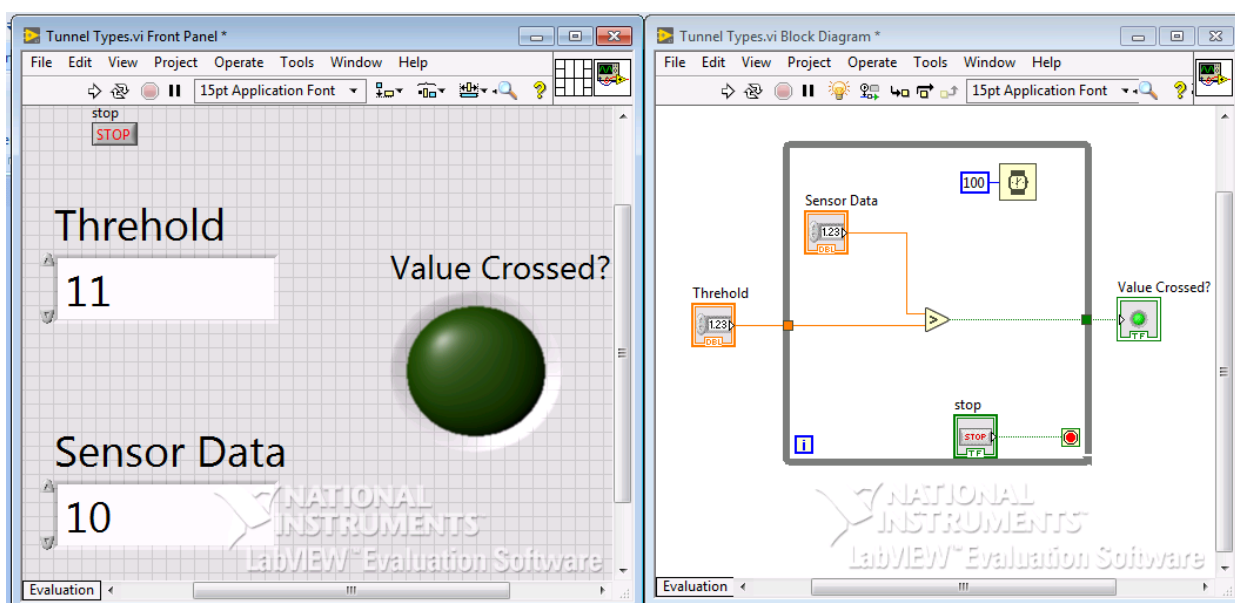 Tunnel Types.vi Front Panel *
File Edit View Project Operate Tools Window Help
15pt Application Font
stop
STOP
Threhold
11
Value Crossed?
Sensor Data
10
NATIONAL
INSTRUMENTS
LabVIEW™ Evaluation Software
Evaluation
Tunnel Types.vi Block Diagram *
File Edit View Project Operate Tools Window Help
15pt Application Font
100
Sensor Data
1.23
DBL
Threhold
1.23
DBL
>
Value Crossed?
TF
stop
STOP
TF
i
NATIONAL
INSTRUMENTS
LabVIEW™ Evaluation Software
Evaluation